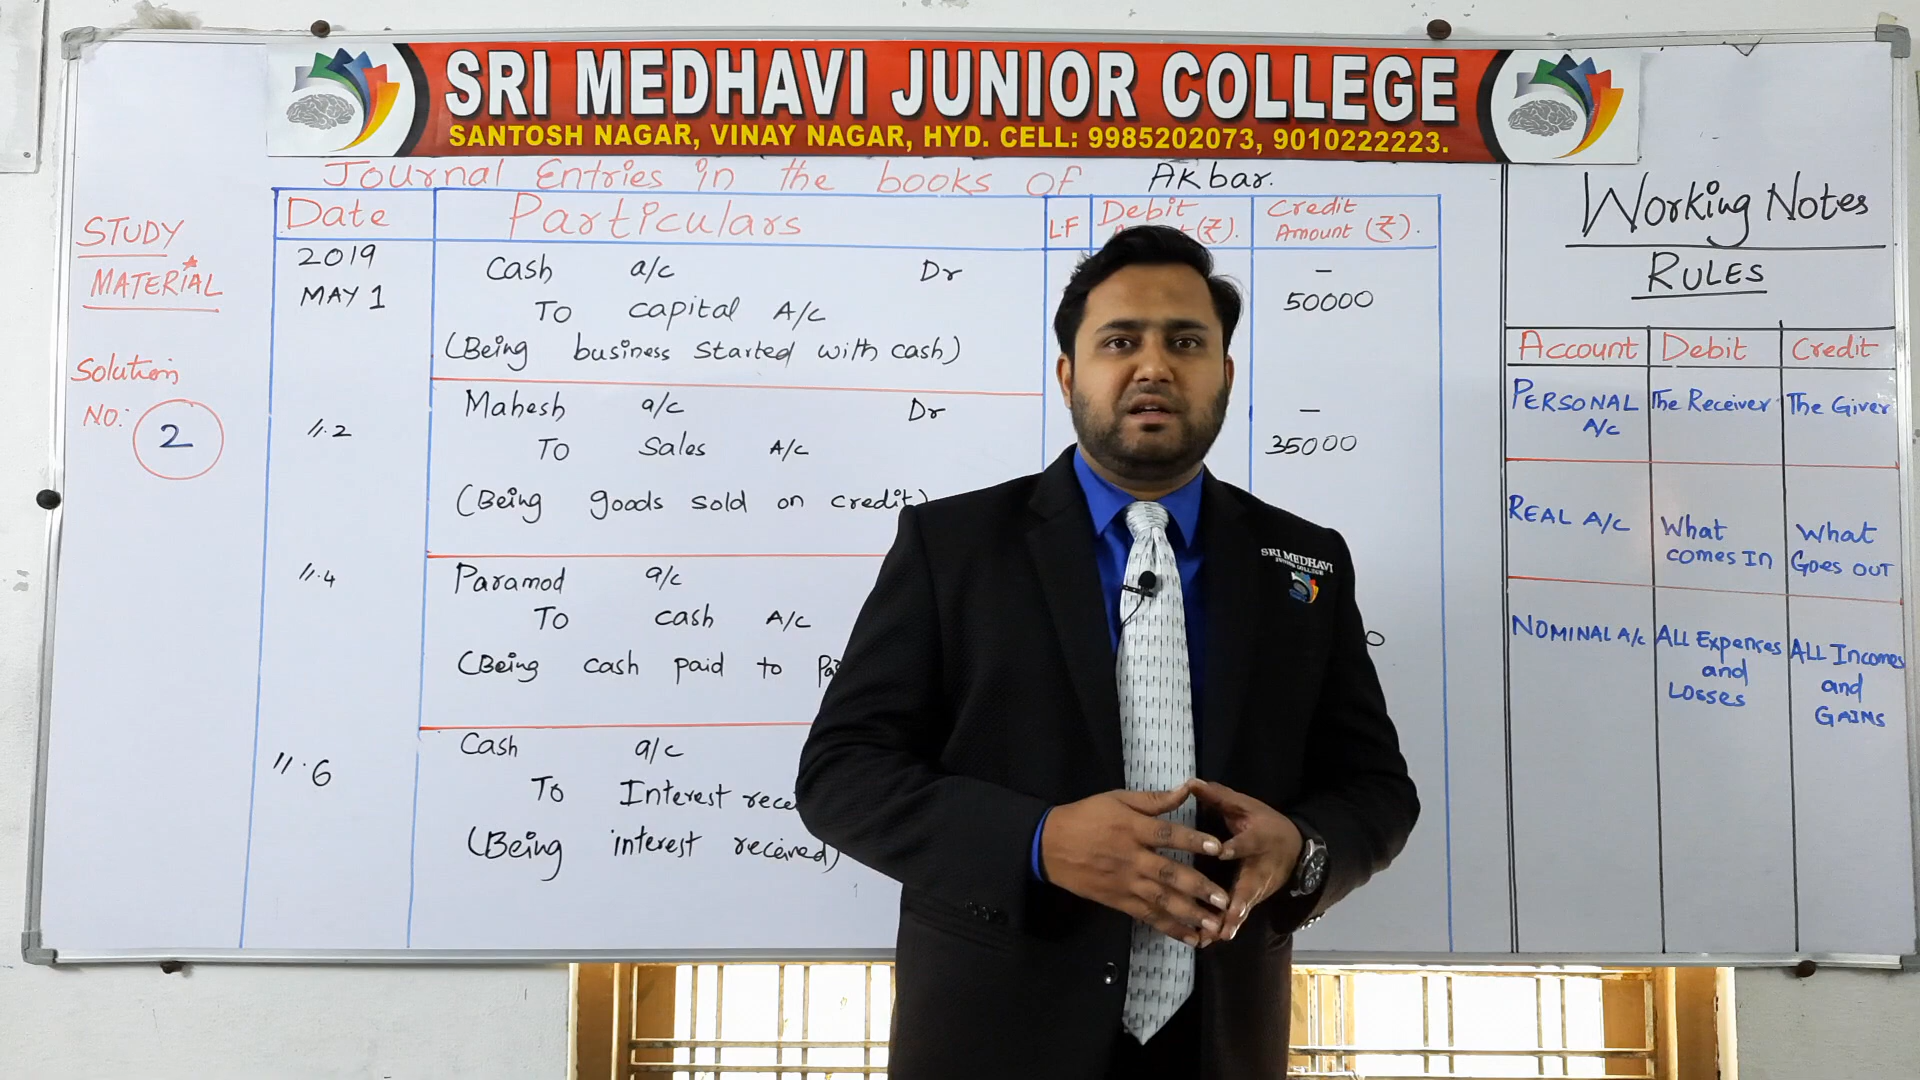 SRI MEDHAVI JUNIOR COLLEGE
SANTOSH NAGAR, VINAY NAGAR, HYD. CELL: 9985202073, 9010222223.
Journal Entries in the books of Akbar.
STUDY
MATERIAL
Solution
NO: 2
Date Particulars L.F Debit (₹). Credit Amount (₹).
2019
MAY 1 Cash a/c Dr –
To capital A/c 50000
(Being business started with cash)
11.2 Mahesh a/c Dr –
To Sales A/c 35000
(Being goods sold on credit)
11.4 Paramod a/c
To cash A/c
(Being cash paid to
11.6 Cash a/c
To Interest
(Being interest received)
Working Notes
RULES
Account Debit Credit
PERSONAL A/c The Receiver The Giver
REAL A/C What comes In What Goes OUT
NOMINAL A/c ALL Expenses and Losses ALL Incomes and GAINS
SRI MEDHAVI
JUNIOR COLLEGE